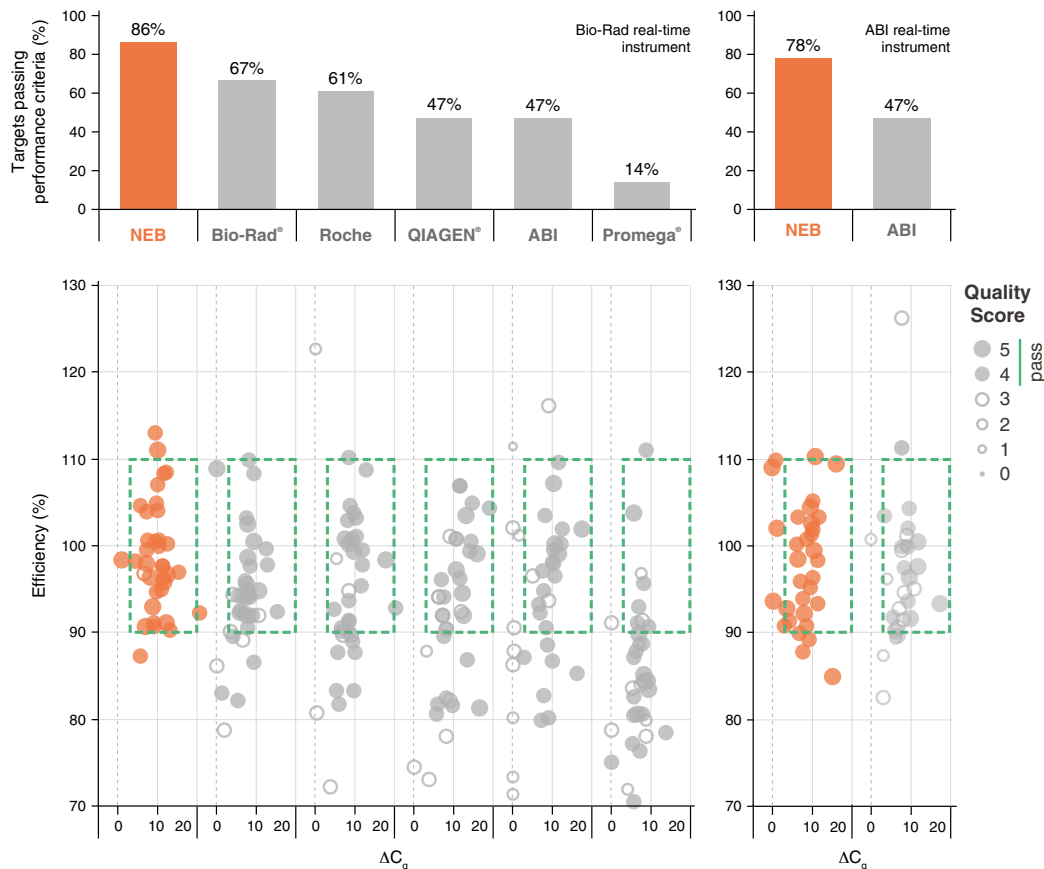 Targets passing
performance criteria (%)
100
80
60
40
20
0
86%
67%
61%
47%
47%
14%
Bio-Rad real-time
instrument
NEB
Bio-Rad®
Roche
QIAGEN®
ABI
Promega®
100
80
60
40
20
0
78%
47%
ABI real-time
instrument
NEB
ABI
Efficiency (%)
130
120
110
100
90
80
70
0 10 20
0 10 20
0 10 20
0 10 20
0 10 20
0 10 20
ΔCq
130
120
110
100
90
80
70
0 10 20
0 10 20
ΔCq
Quality
Score
5
4
3
2
1
0
pass